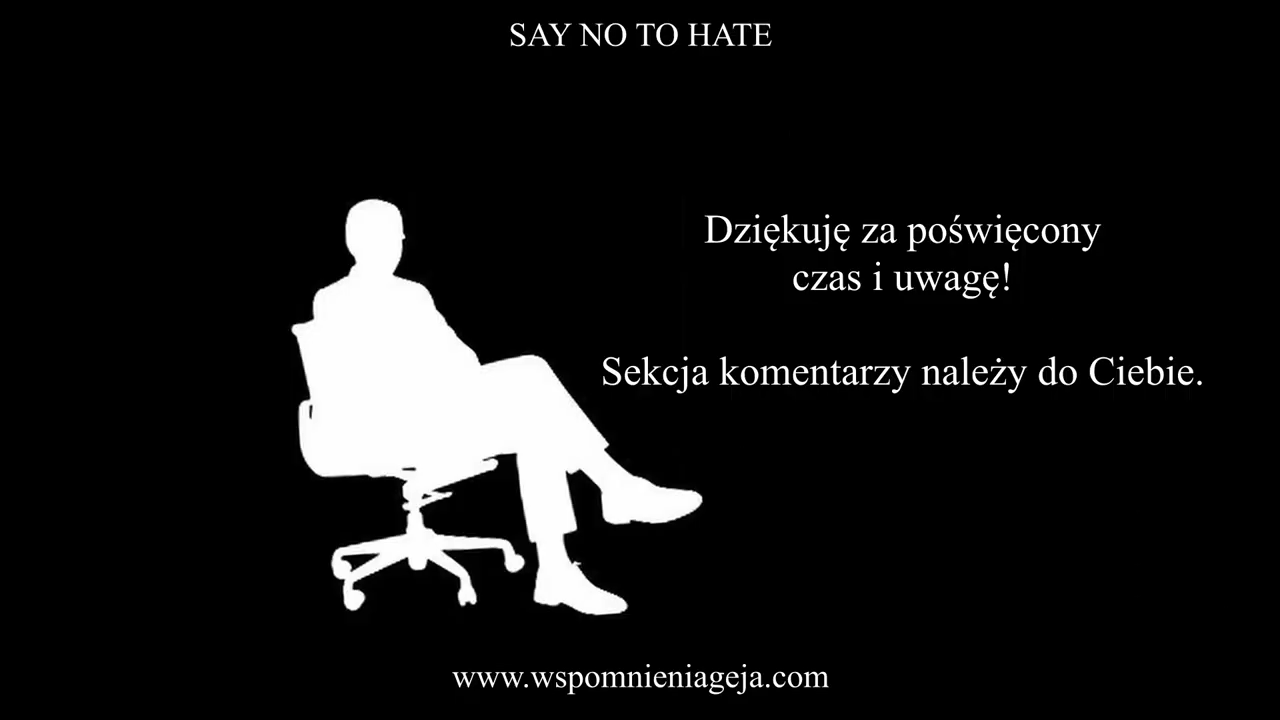 SAY NO TO HATE
Dziękuję za poświęcony
czas i uwagę!
Sekcja komentarzy należy do Ciebie.
www.wspomnieniageja.com